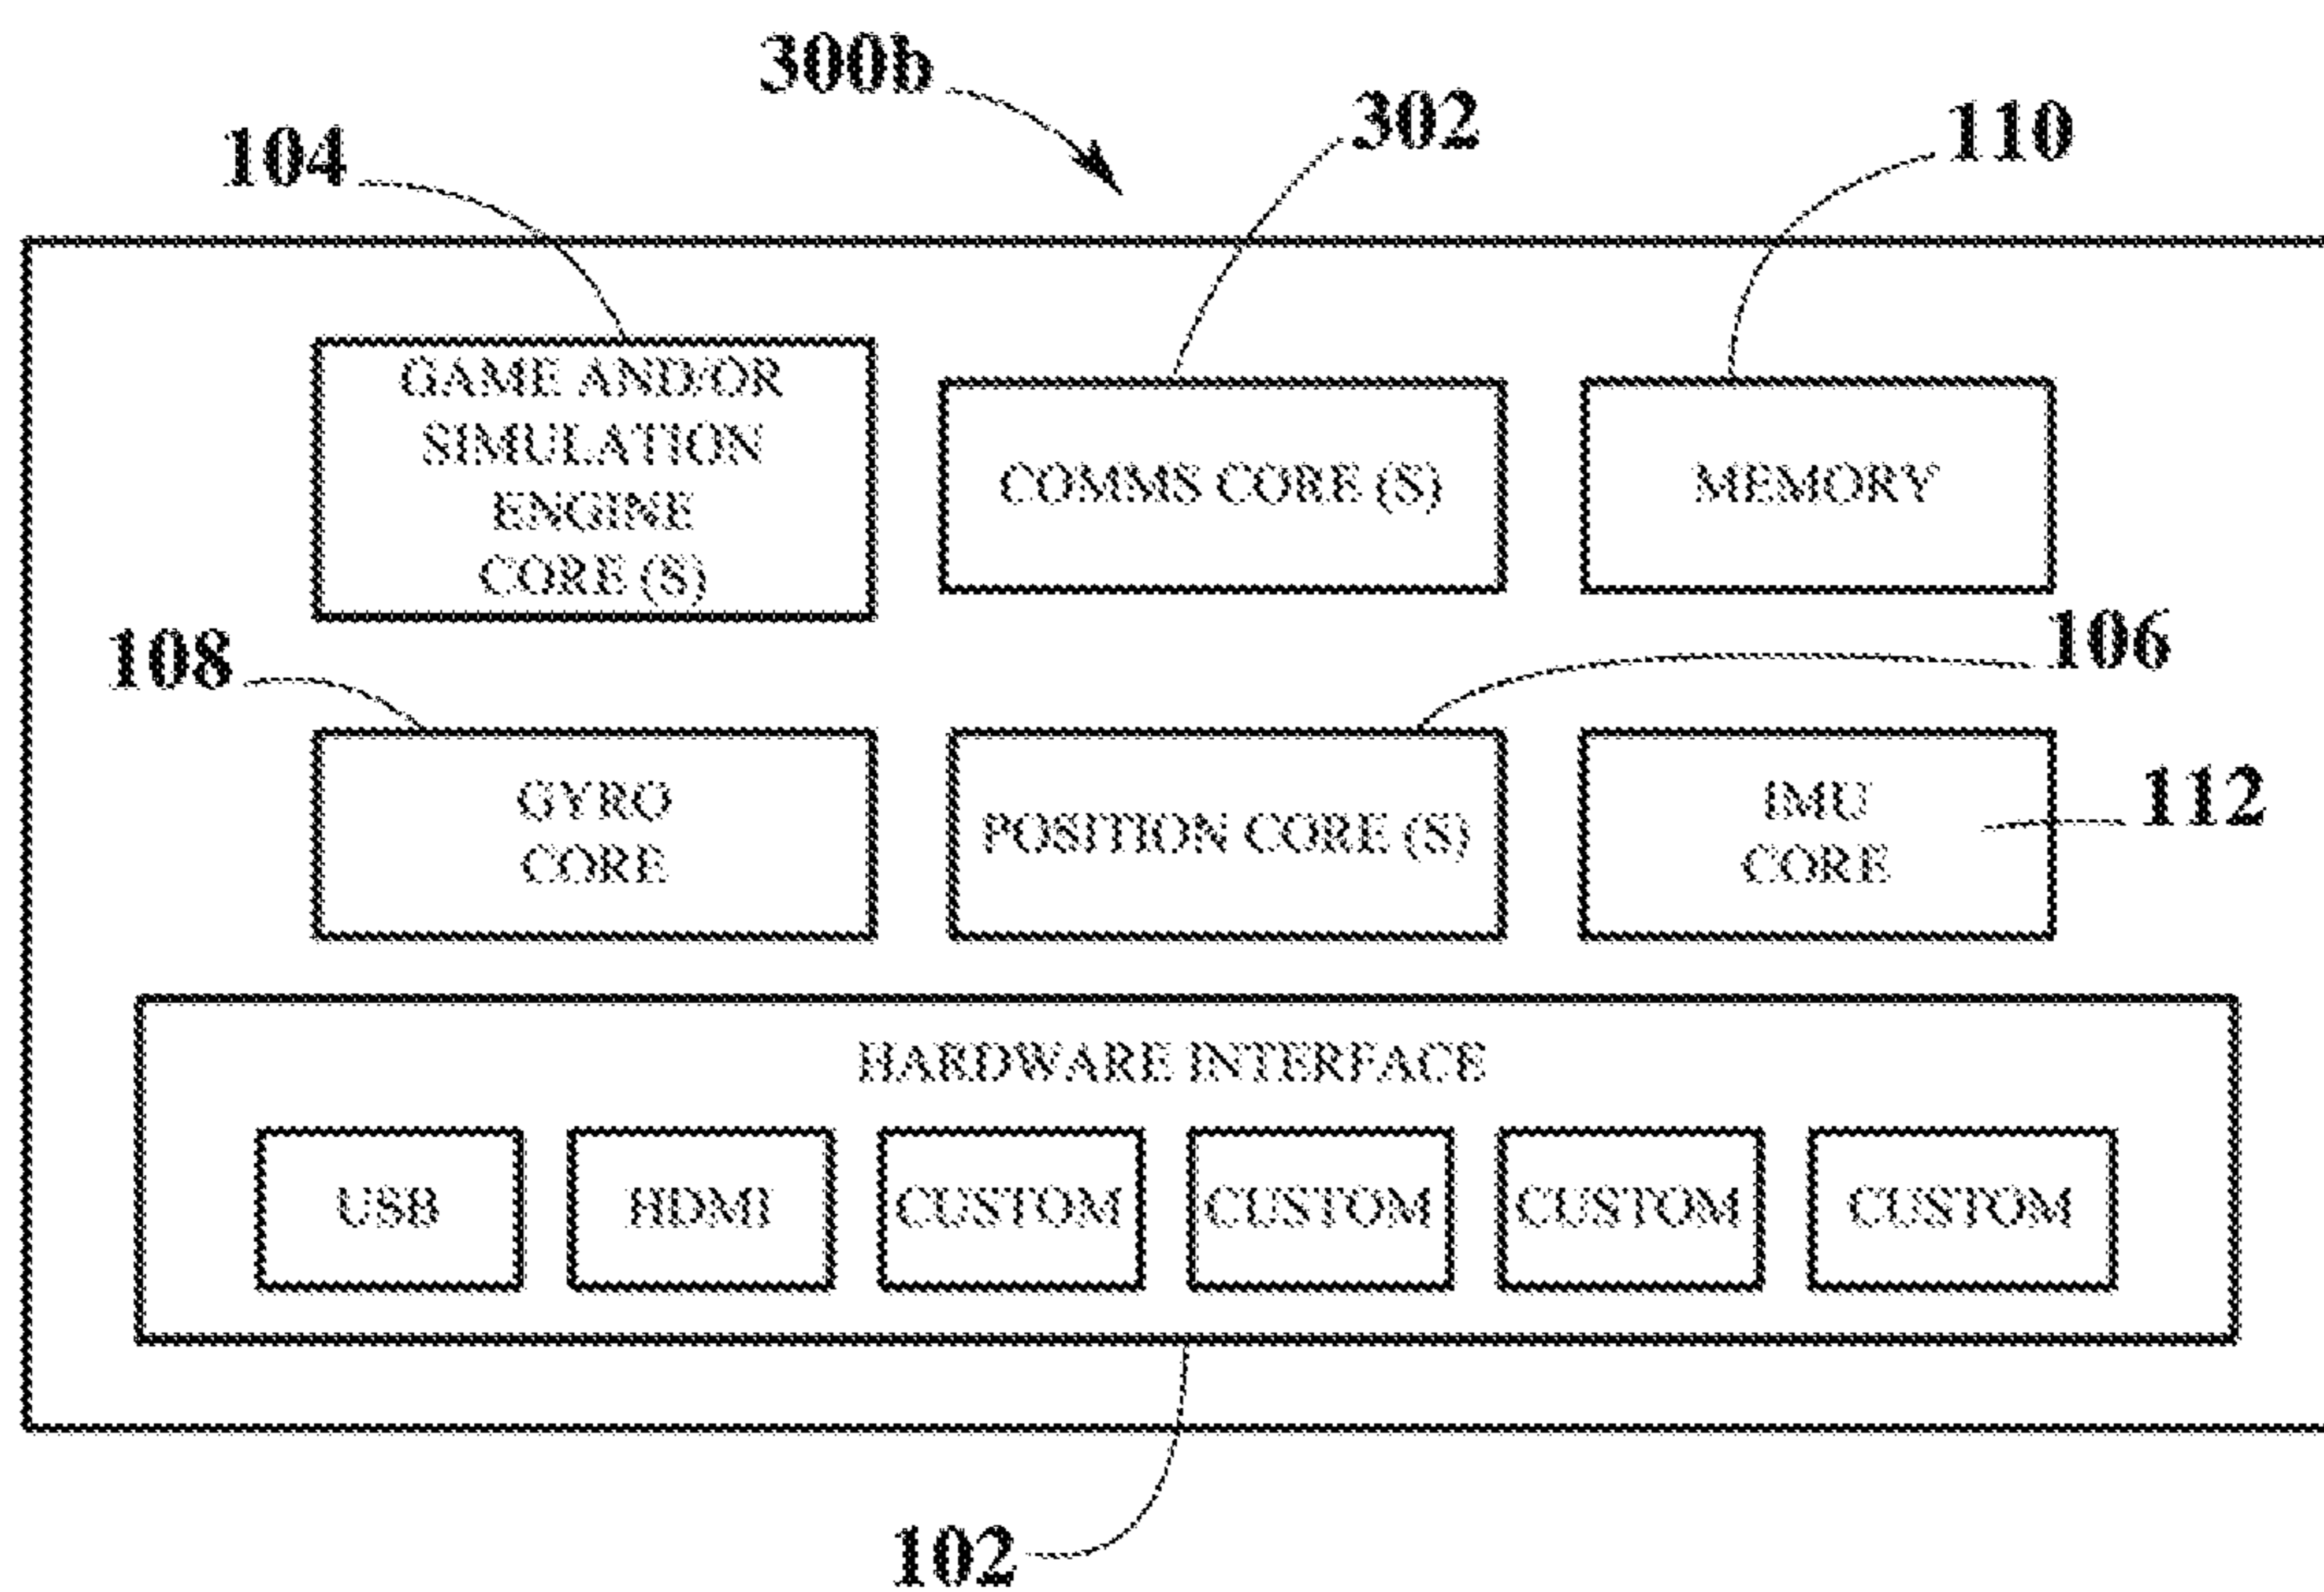 300b
302
110
104
GAME AND/OR
SIMULATION
ENGINE
CORE (S)
COMMS CORE (S)
MEMORY
108
106
GYRO
CORE
POSITION CORE (S)
IMU
CORE
112
HARDWARE INTERFACE
USB
HDMI
CUSTOM
CUSTOM
CUSTOM
CUSTOM
102